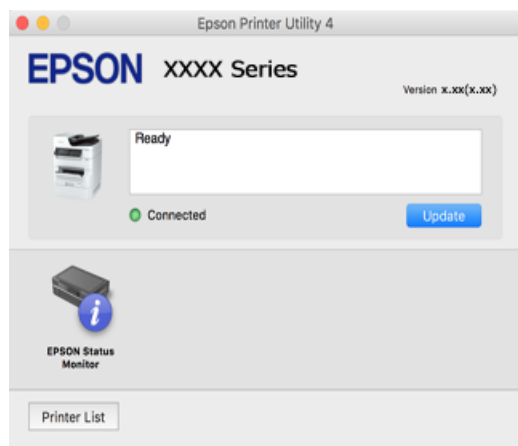 Epson Printer Utility 4
EPSON XXXX Series
Version x.xx(x.xx)
Ready
Connected
Update
i
EPSON Status
Monitor
Printer List